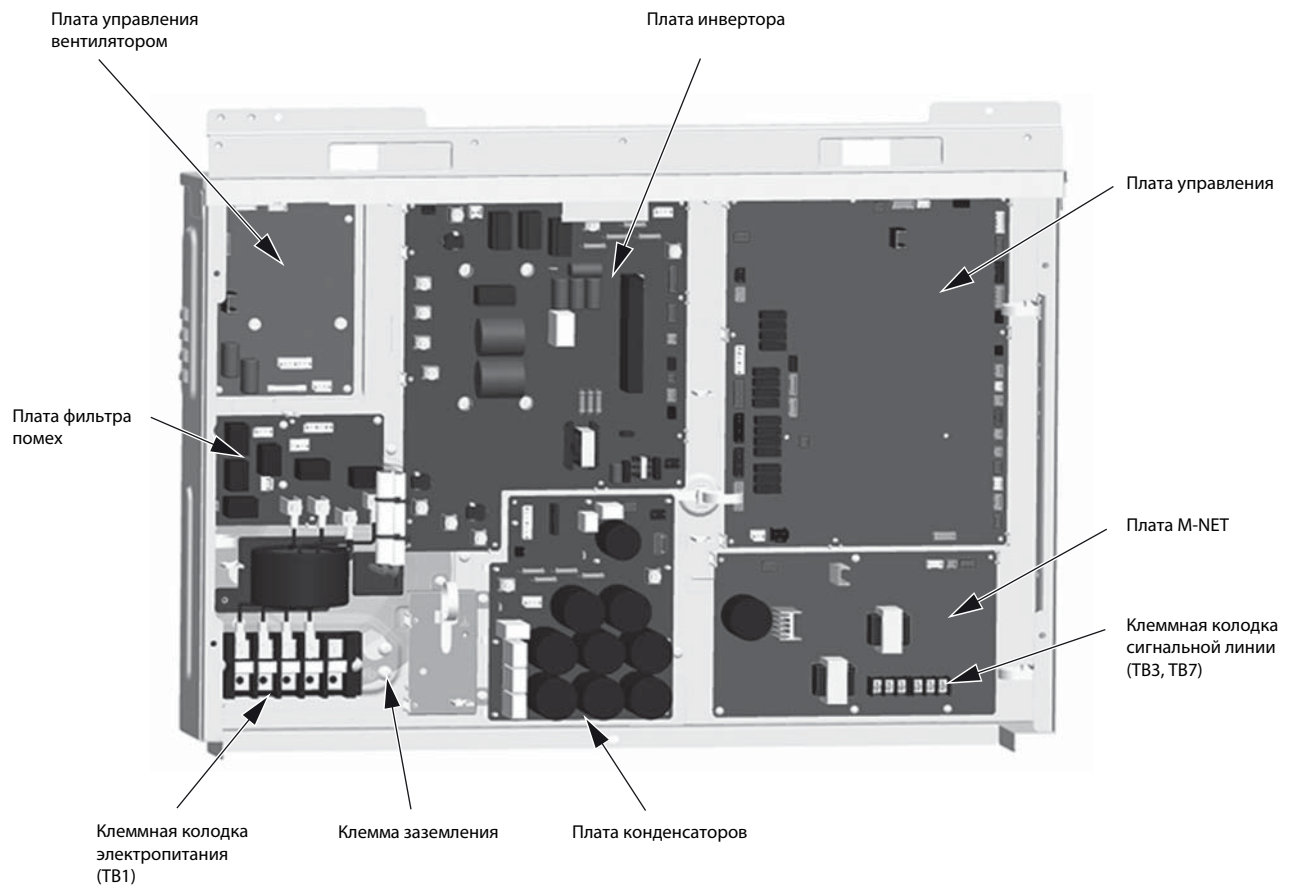 Плата управления
вентилятором
Плата инвертора
Плата управления
Плата фильтра
помех
Плата M-NET
Клеммная колодка
сигнальной линии
(TB3, TB7)
Клеммная колодка
электропитания
(TB1)
Клемма заземления
Плата конденсаторов